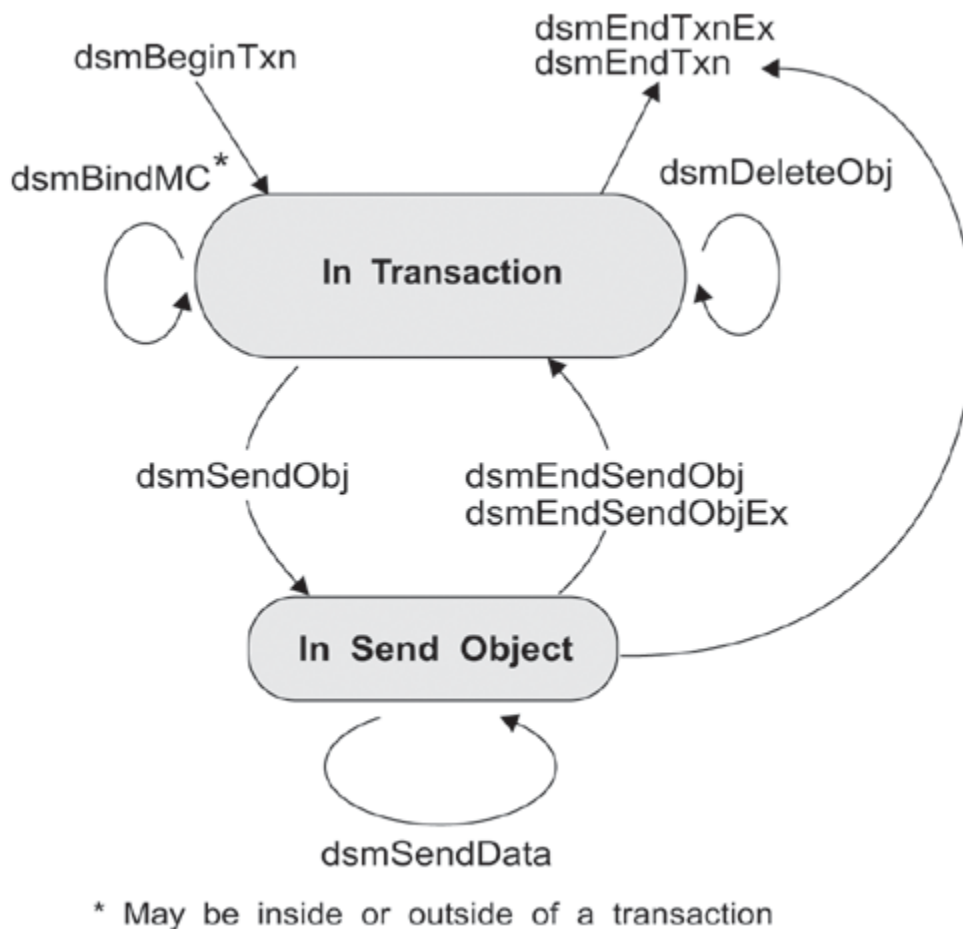 dsmBeginTxn
dsmEndTxnEx
dsmEndTxn
dsmBindMC*
dsmDeleteObj
In Transaction
dsmSendObj
dsmEndSendObj
dsmEndSendObjEx
In Send Object
dsmSendData
* May be inside or outside of a transaction